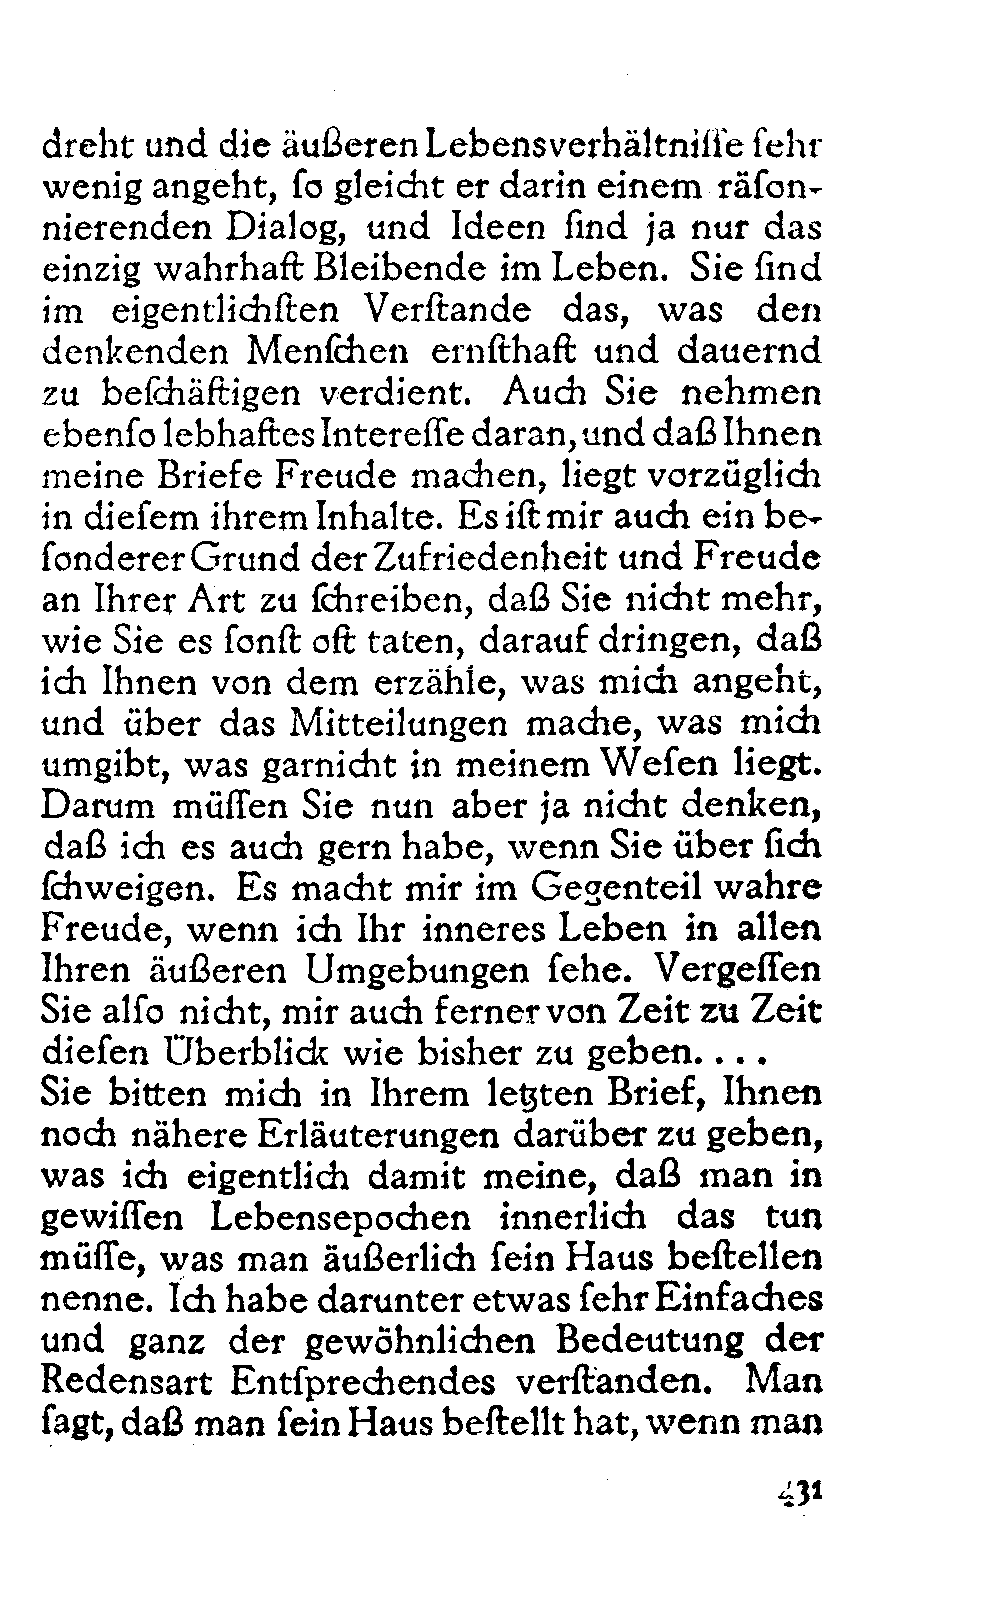 dreht und die äußeren Lebensverhältniſſe ſehr
wenig angeht, ſo gleicht er darin einem räſon-
nierenden Dialog, und Ideen ſind ja nur das
einzig wahrhaft Bleibende im Leben. Sie ſind
im eigentlichſten Verſtande das, was den
denkenden Menſchen ernſthaft und dauernd
zu beſchäftigen verdient. Auch Sie nehmen
ebenſo lebhaftes Intereſſe daran, und daß Ihnen
meine Briefe Freude machen, liegt vorzüglich
in dieſem ihrem Inhalte. Es iſt mir auch ein be-
ſonderer Grund der Zufriedenheit und Freude
an Ihrer Art zu ſchreiben, daß Sie nicht mehr,
wie Sie es ſonſt oft taten, darauf dringen, daß
ich Ihnen von dem erzähle, was mich angeht,
und über das Mitteilungen mache, was mich
umgibt, was garnicht in meinem Weſen liegt.
Darum müſſen Sie nun aber ja nicht denken,
daß ich es auch gern habe, wenn Sie über ſich
ſchweigen. Es macht mir im Gegenteil wahre
Freude, wenn ich Ihr inneres Leben in allen
Ihren äußeren Umgebungen ſehe. Vergeſſen
Sie alſo nicht, mir auch ferner von Zeit zu Zeit
dieſen Überblick wie bisher zu geben. . . .
Sie bitten mich in Ihrem letzten Brief, Ihnen
noch nähere Erläuterungen darüber zu geben,
was ich eigentlich damit meine, daß man in
gewiſſen Lebensepochen innerlich das tun
müſſe, was man äußerlich ſein Haus beſtellen
nenne. Ich habe darunter etwas ſehr Einfaches
und ganz der gewöhnlichen Bedeutung der
Redensart Entſprechendes verſtanden. Man
ſagt, daß man ſein Haus beſtellt hat, wenn man
431